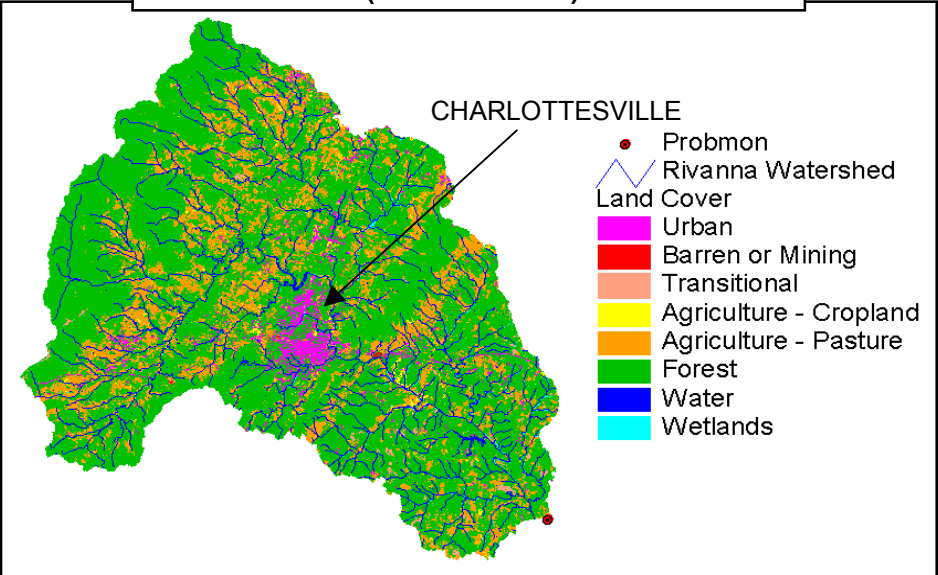 CHARLOTTESVILLE
Probmon
Rivanna Watershed
Land Cover
Urban
Barren or Mining
Transitional
Agriculture - Cropland
Agriculture - Pasture
Forest
Water
Wetlands